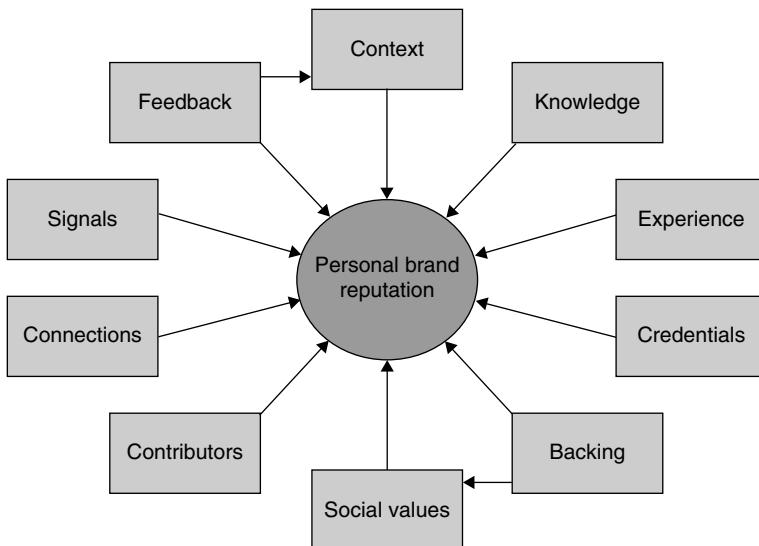 Context
Feedback
Knowledge
Signals
Experience
Personal brand
reputation
Connections
Credentials
Contributors
Backing
Social values